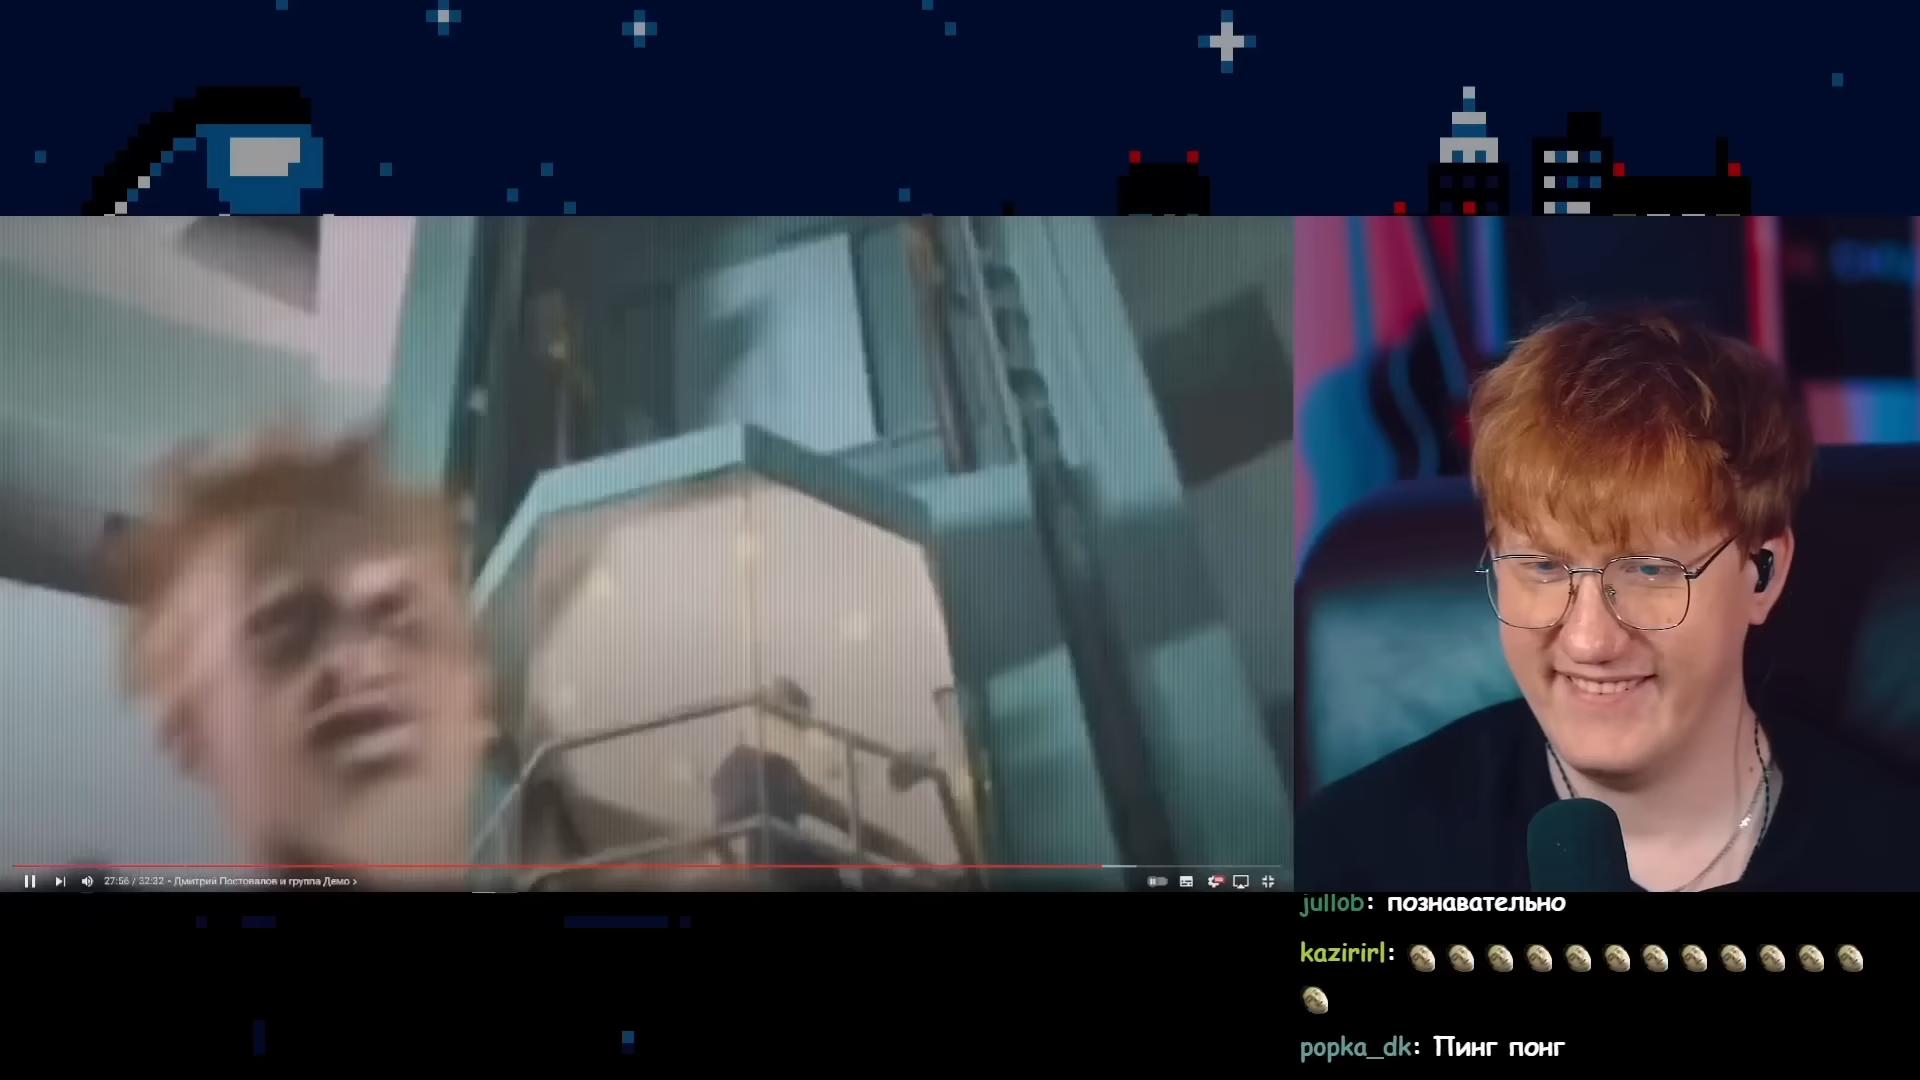 27:56 / 32:32 • Дмитрий Постовалов и группа Демо ›
jullob: познавательно
kazirirl:
popka_dk: Пинг понг